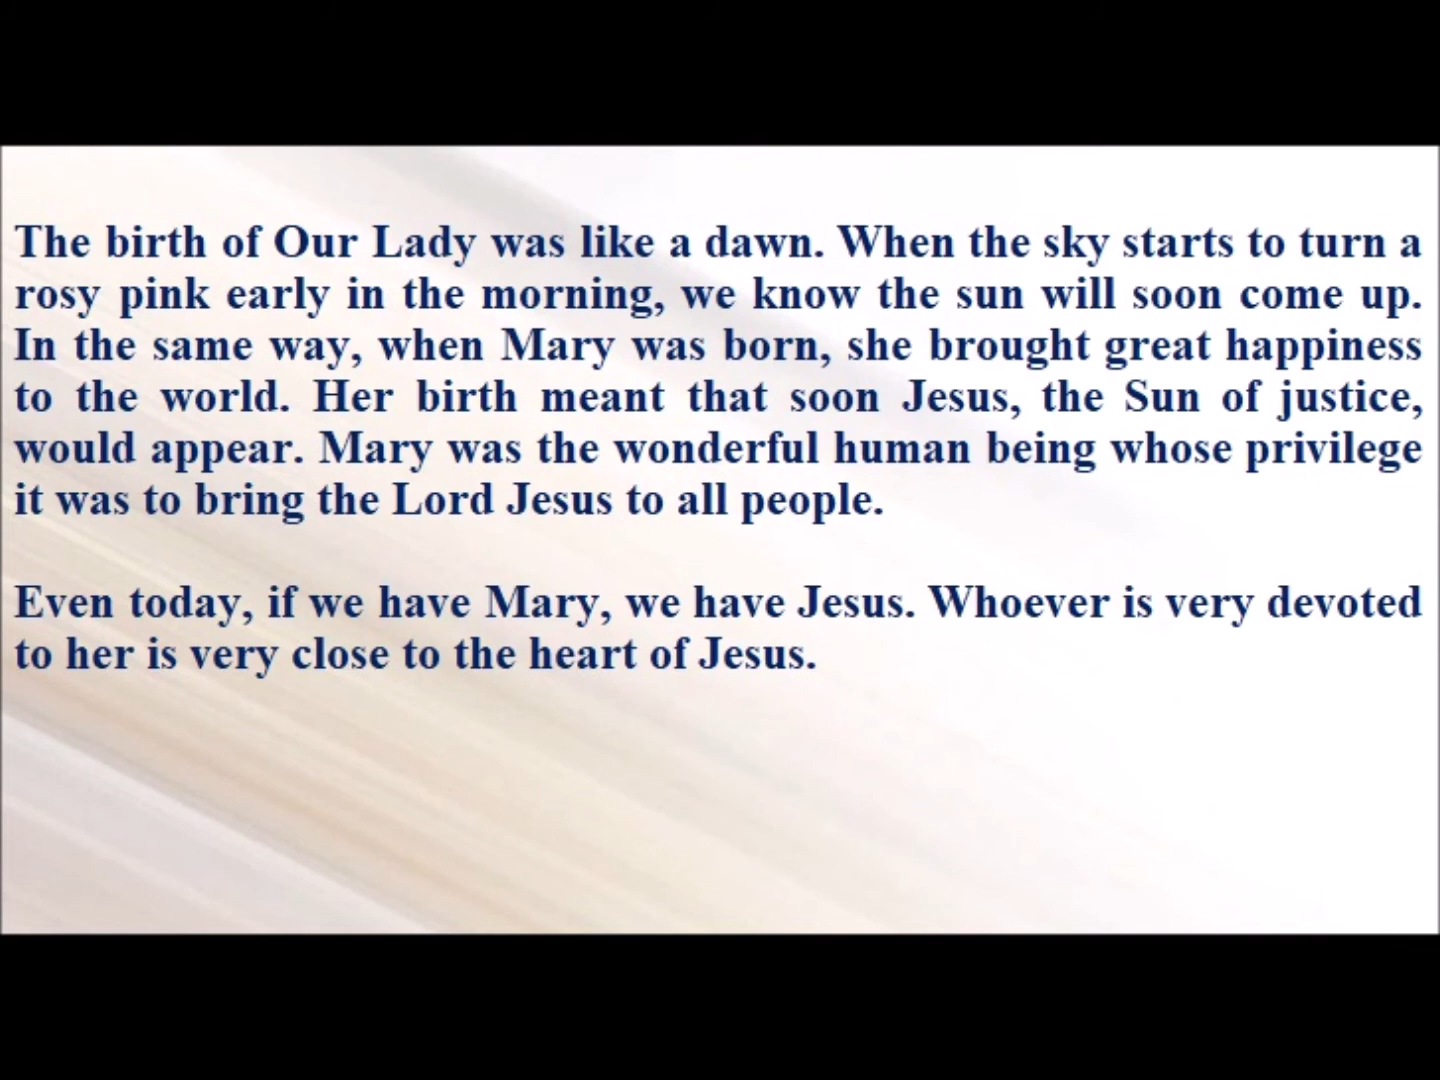 The birth of Our Lady was like a dawn. When the sky starts to turn a
rosy pink early in the morning, we know the sun will soon come up.
In the same way, when Mary was born, she brought great happiness
to the world. Her birth meant that soon Jesus, the Sun of justice,
would appear. Mary was the wonderful human being whose privilege
it was to bring the Lord Jesus to all people.
Even today, if we have Mary, we have Jesus. Whoever is very devoted
to her is very close to the heart of Jesus.